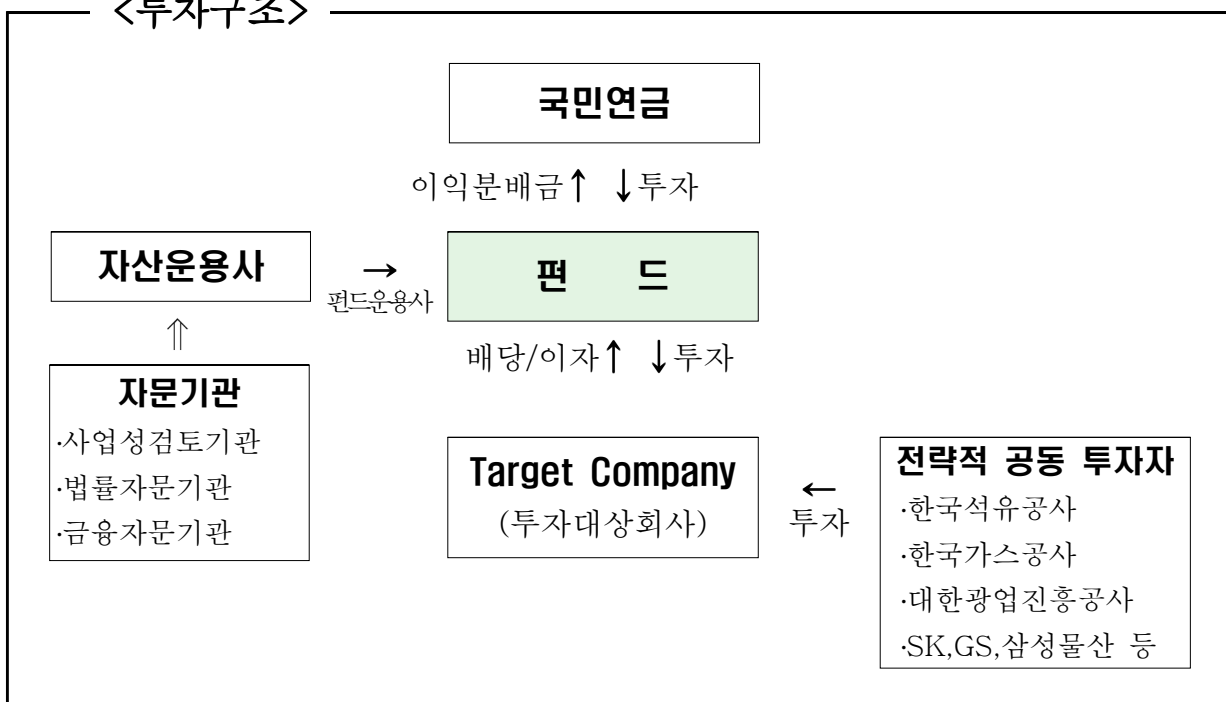 <투자구조>
국민연금
이익분배금↑ ↓투자
자산운용사
→
펀드운용사
펀 드
⇑
배당/이자↑ ↓투자
자문기관
·사업성검토기관
·법률자문기관
·금융자문기관
Target Company
(투자대상회사)
←
투자
전략적 공동 투자자
·한국석유공사
·한국가스공사
·대한광업진흥공사
·SK,GS,삼성물산 등